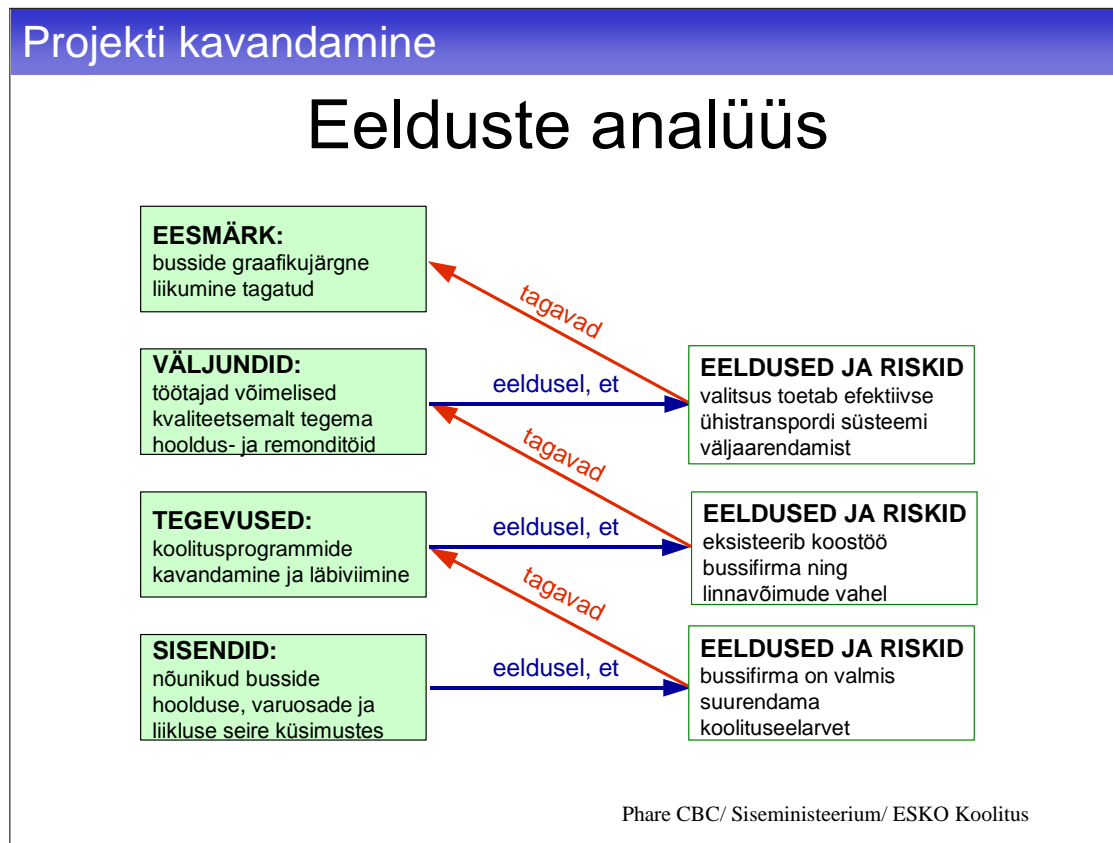 Projekti kavandamine
Eelduste analüüs
EESMÄRK:
busside graafikujärgne
liikumine tagatud
tagavad
VÄLJUNDID:
töötajad võimelised
kvaliteetsemalt tegema
hooldus- ja remonditöid
eeldusel, et
EELDUSED JA RISKID
valitsus toetab efektiivse
ühistranspordi süsteemi
väljaarendamist
tagavad
TEGEVUSED:
koolitusprogrammide
kavandamine ja läbiviimine
eeldusel, et
EELDUSED JA RISKID
eksisteerib koostöö
bussifirma ning
linnavõimude vahel
tagavad
SISENDID:
nõunikud busside
hoolduse, varuosade ja
liikluse seire küsimustes
eeldusel, et
EELDUSED JA RISKID
bussifirma on valmis
suurendama
koolituseelarvet
Phare CBC/ Siseministeerium/ ESKO Koolitus